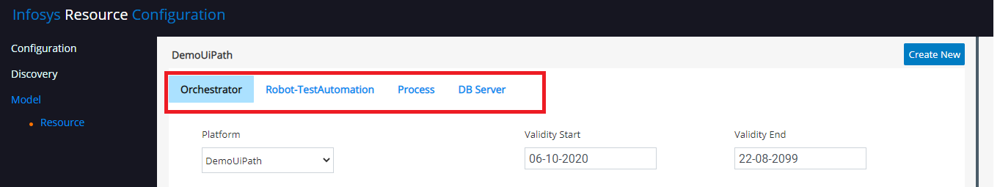 Infosys Resource Configuration
Configuration
Discovery
Model
Resource
DemoUiPath
Create New
Orchestrator Robot-TestAutomation Process DB Server
Platform Validity Start Validity End
DemoUiPath 06-10-2020 22-08-2099